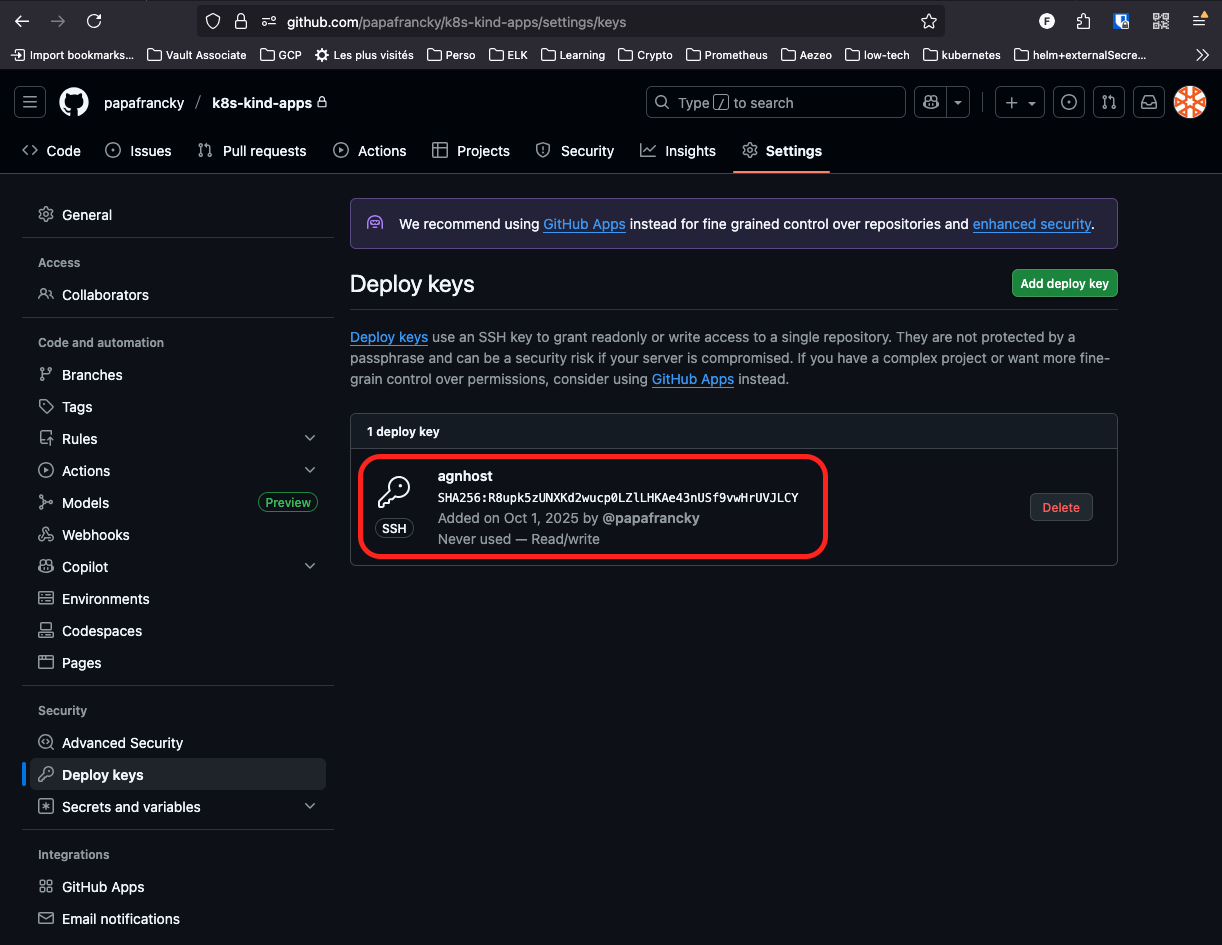 github.com/papafrancky/k8s-kind-apps/settings/keys
F
Import bookmarks... Vault Associate GCP Les plus visités Perso ELK Learning Crypto Prometheus Aezeo low-tech kubernetes helm+externalSecre...
papafrancky / k8s-kind-apps
Type / to search
Code Issues Pull requests Actions Projects Security Insights Settings
General
Access
Collaborators
Code and automation
Branches
Tags
Rules
Actions
Models Preview
Webhooks
Copilot
Environments
Codespaces
Pages
Security
Advanced Security
Deploy keys
Secrets and variables
Integrations
GitHub Apps
Email notifications
We recommend using GitHub Apps instead for fine grained control over repositories and enhanced security.
Deploy keys
Add deploy key
Deploy keys use an SSH key to grant readonly or write access to a single repository. They are not protected by a
passphrase and can be a security risk if your server is compromised. If you have a complex project or want more fine-
grain control over permissions, consider using GitHub Apps instead.
1 deploy key
agnhost
SHA256:R8upk5zUNXKd2wucp0LZlLHKAe43nUSf9vwHrUVJLCY
Added on Oct 1, 2025 by @papafrancky
Never used — Read/write
SSH
Delete